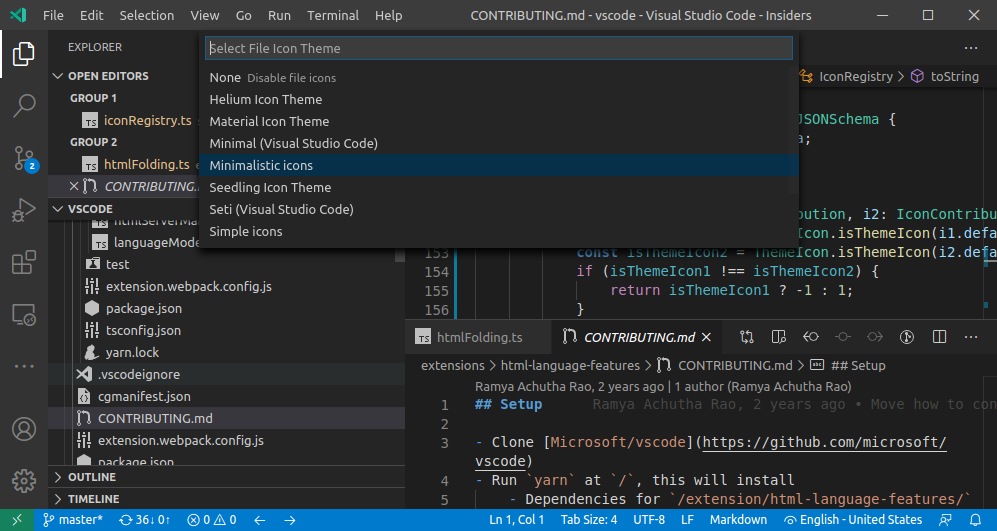 File Edit Selection View Go Run Terminal Help CONTRIBUTING.md - vscode - Visual Studio Code - Insiders
EXPLORER
Select File Icon Theme
None Disable file icons
Helium Icon Theme
Material Icon Theme
Minimal (Visual Studio Code)
Minimalistic icons
Seedling Icon Theme
Seti (Visual Studio Code)
Simple icons
OPEN EDITORS
GROUP 1
TS iconRegistry.ts
GROUP 2
TS htmlFolding.ts
CONTRIBUTING.
2
VSCODE
htmlServerMa
TS languageMode
test
extension.webpack.config.js
package.json
tsconfig.json
yarn.lock
.vscodeignore
cgmanifest.json
CONTRIBUTING.md
extension.webpack.config.js
package.json
OUTLINE
TIMELINE
IconRegistry > toString
JSONSchema {
a;
bution, i2: IconContribu
Icon.isThemeIcon(i1.defa
153 const isThemeIcon2 = ThemeIcon.isThemeIcon(i2.defa
154 if (isThemeIcon1 !== isThemeIcon2) {
155 return isThemeIcon1 ? -1 : 1;
156 }
TS htmlFolding.ts CONTRIBUTING.md
extensions > html-language-features > CONTRIBUTING.md > ## Setup
Ramya Achutha Rao, 2 years ago | 1 author (Ramya Achutha Rao)
1 ## Setup Ramya Achutha Rao, 2 years ago • Move how to con
2
3 - Clone [Microsoft/vscode](https://github.com/microsoft/
vscode)
4 - Run `yarn` at `/`, this will install
5 - Dependencies for `/extension/html-language-features/`
master* 36↓ 0↑ 0 0 Ln 1, Col 1 Tab Size: 4 UTF-8 LF Markdown English - United States